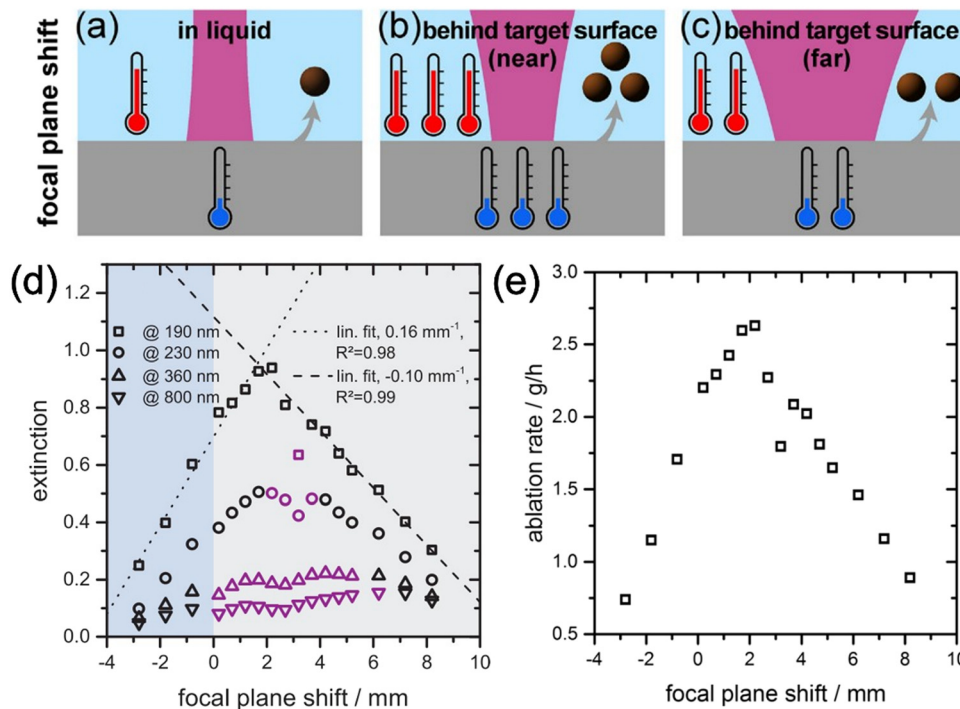 focal plane shift
(a)
in liquid
(b)
behind target surface
(near)
(c)
behind target surface
(far)
(d)
extinction
1.2
1.0
0.8
0.6
0.4
0.2
0.0
@ 190 nm
@ 230 nm
@ 360 nm
@ 800 nm
lin. fit, 0.16 mm⁻¹,
R²=0.98
lin. fit, -0.10 mm⁻¹,
R²=0.99
-4 -2 0 2 4 6 8 10
focal plane shift / mm
(e)
ablation rate / g/h
3.0
2.5
2.0
1.5
1.0
0.5
-4 -2 0 2 4 6 8 10
focal plane shift / mm